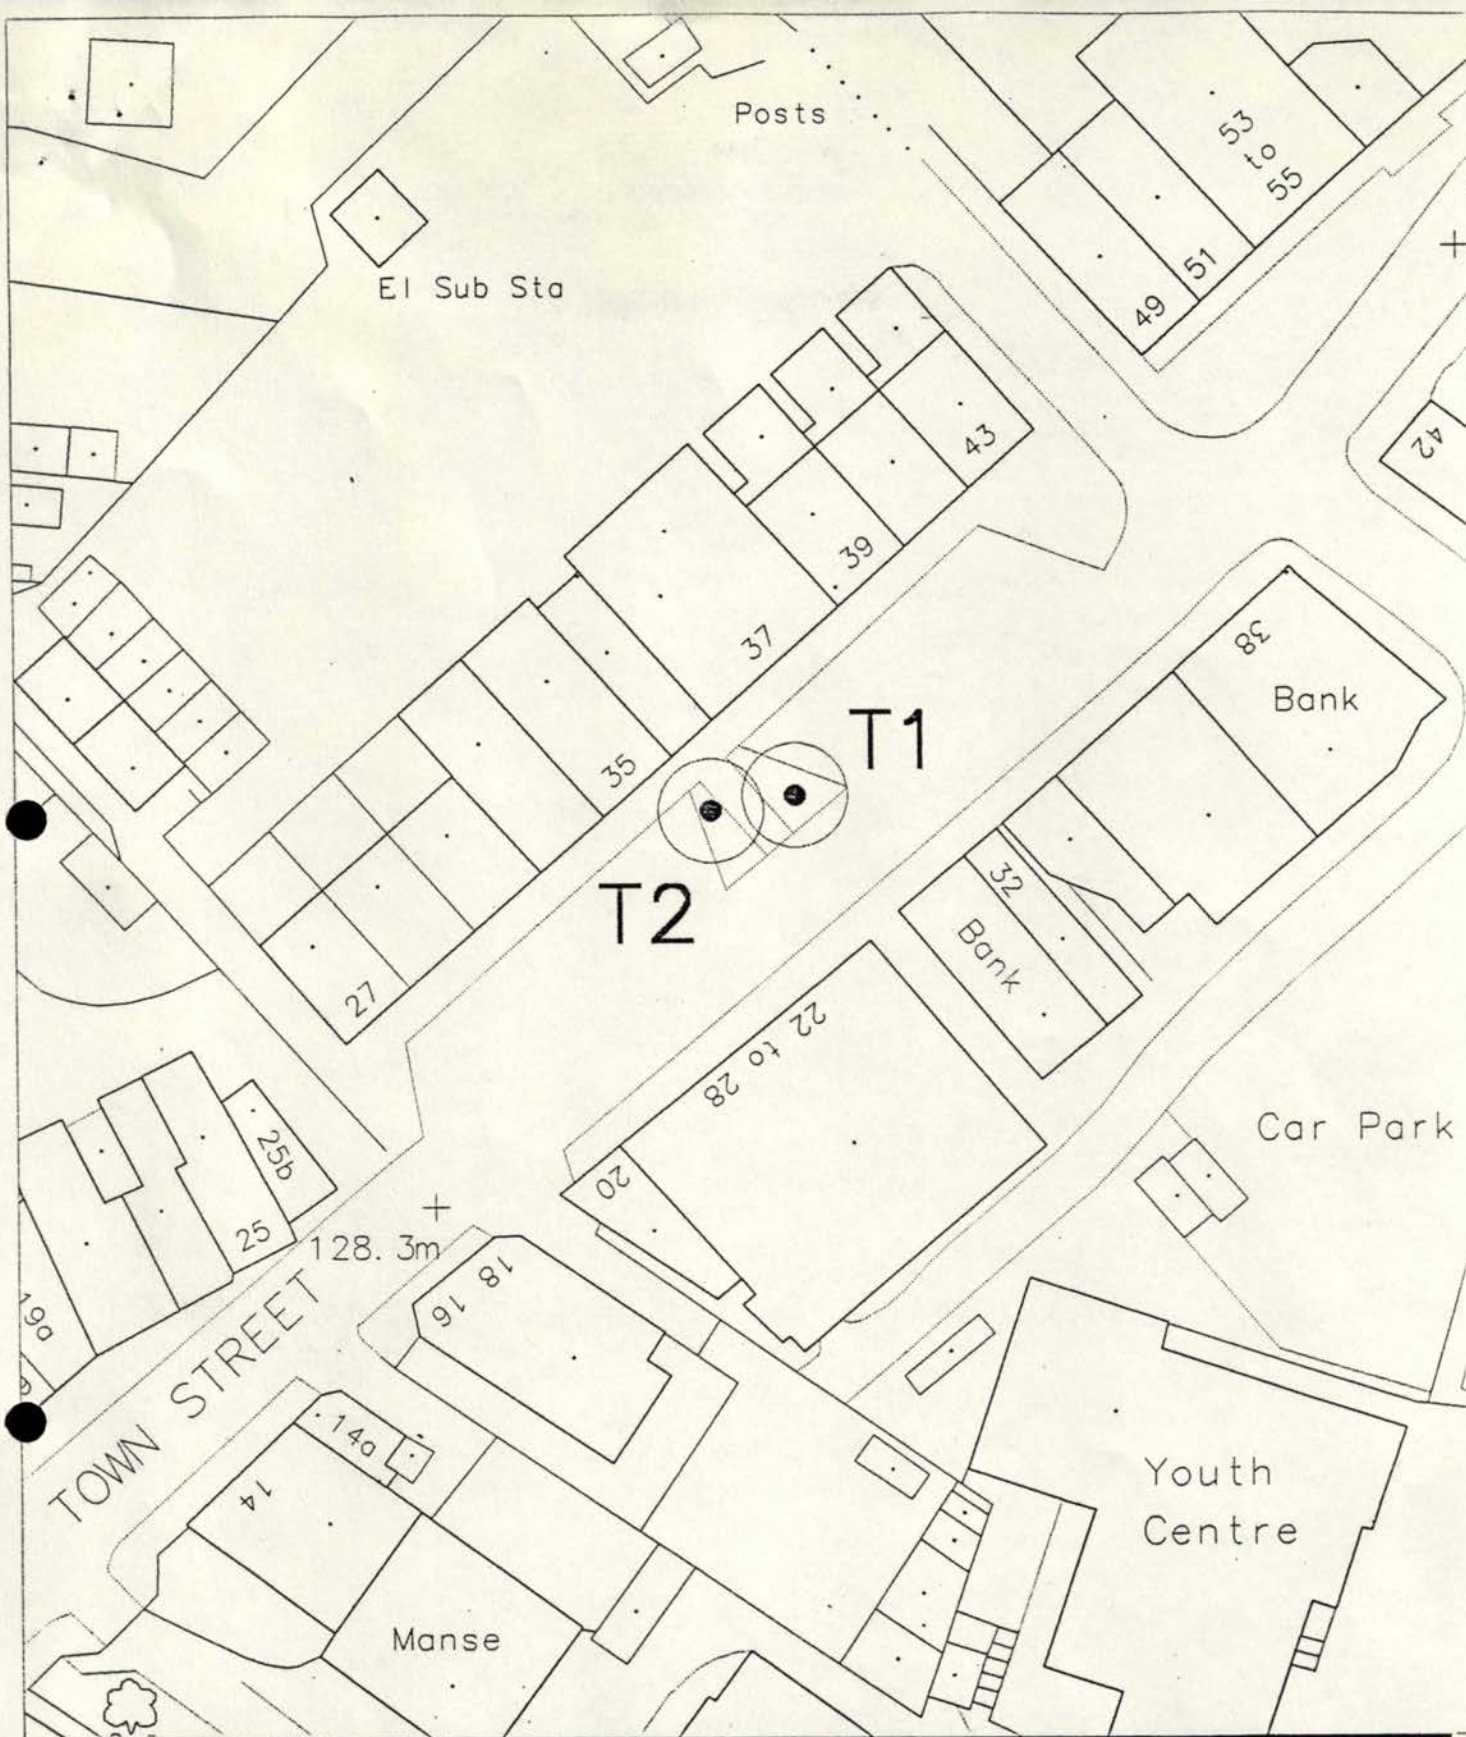 Posts
53
to
55
El Sub Sta
51
49
42
43
39
38
37
Bank
T1
35
T2
32
Bank
27
22 to 28
Car Park
25b
20
25
128.3m
18
16
19a
TOWN STREET
14a
14
Youth
Centre
Manse